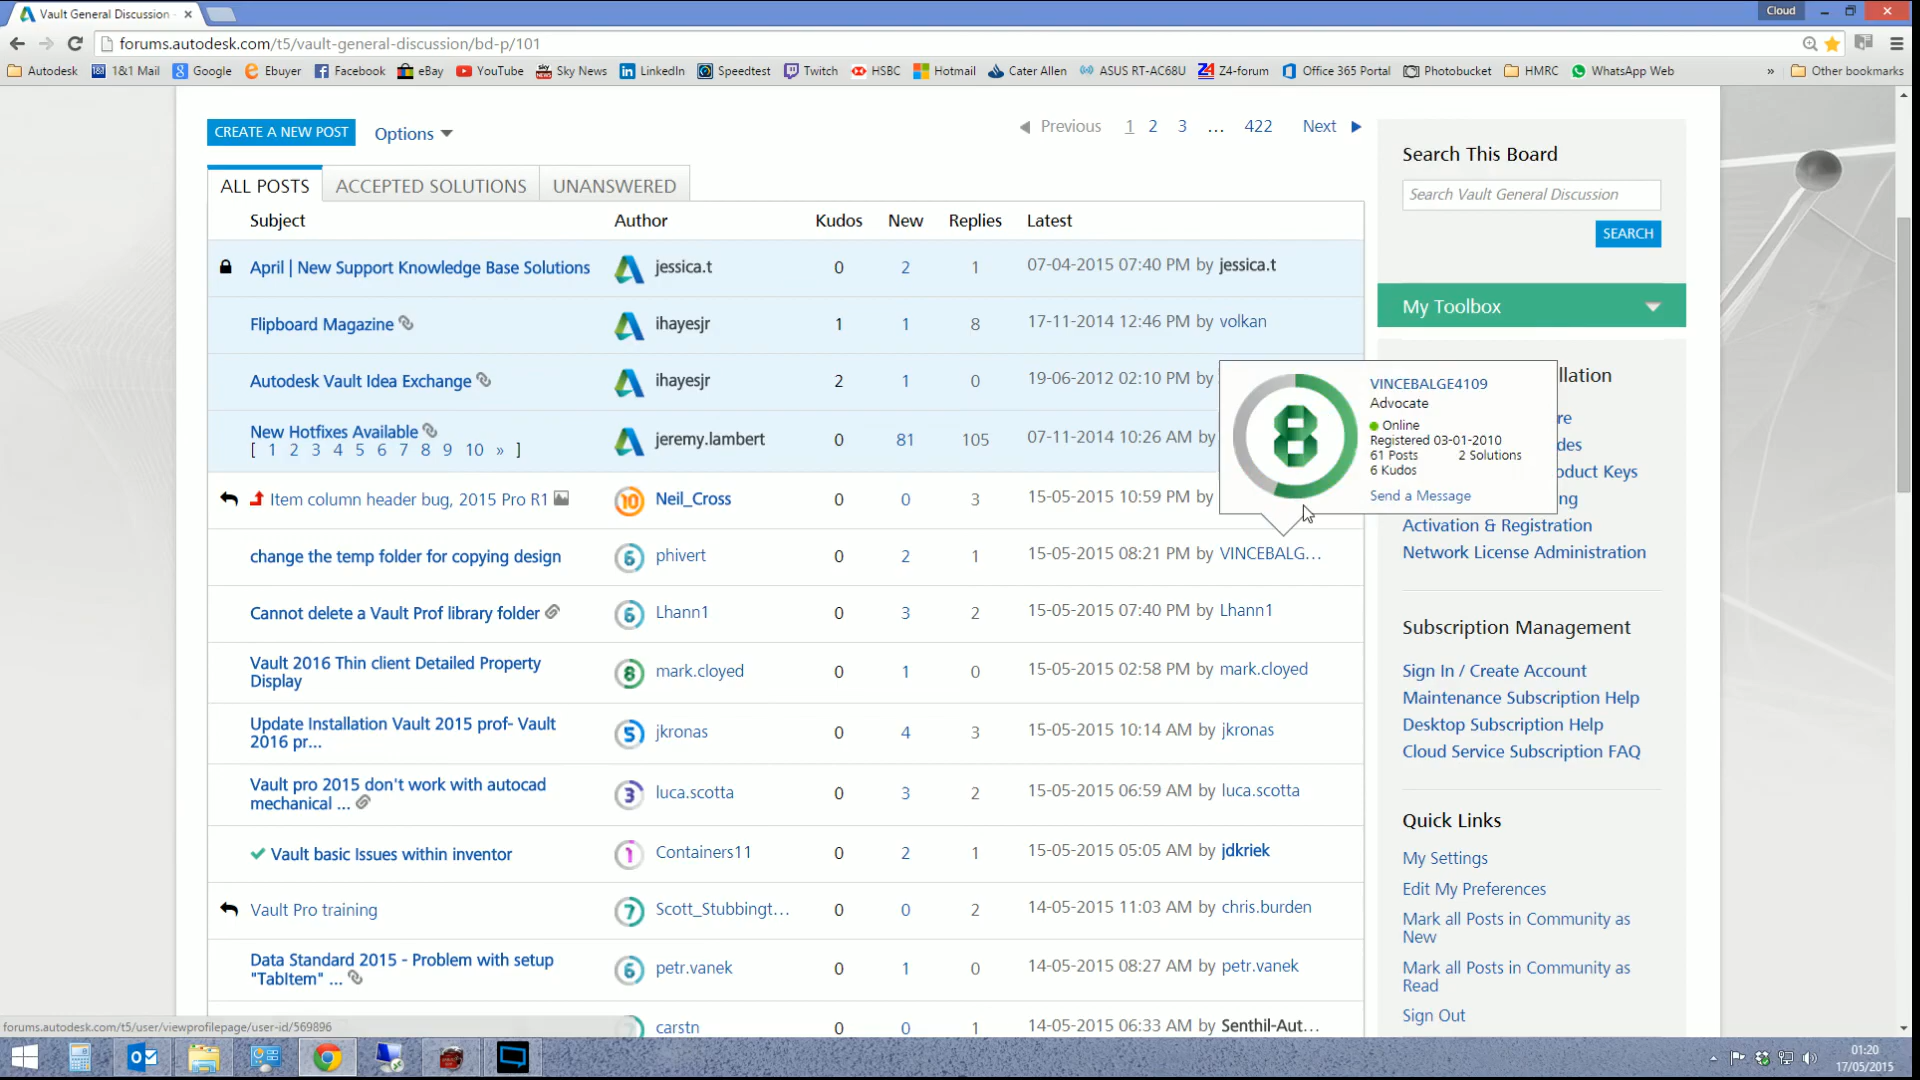 Vault General Discussion
Cloud
forums.autodesk.com/t5/vault-general-discussion/bd-p/101
Autodesk 1&1 Mail Google Ebuyer Facebook eBay YouTube Sky News LinkedIn Speedtest Twitch HSBC Hotmail Cater Allen ASUS RT-AC68U Z4-forum Office 365 Portal Photobucket HMRC WhatsApp Web » Other bookmarks
CREATE A NEW POST Options
Previous 1 2 3 ... 422 Next
ALL POSTS ACCEPTED SOLUTIONS UNANSWERED
Subject Author Kudos New Replies Latest
April | New Support Knowledge Base Solutions jessica.t 0 2 1 07-04-2015 07:40 PM by jessica.t
Flipboard Magazine ihayesjr 1 1 8 17-11-2014 12:46 PM by volkan
Autodesk Vault Idea Exchange ihayesjr 2 1 0 19-06-2012 02:10 PM by
New Hotfixes Available jeremy.lambert 0 81 105 07-11-2014 10:26 AM by
[ 1 2 3 4 5 6 7 8 9 10 » ]
Item column header bug, 2015 Pro R1 10 Neil_Cross 0 0 3 15-05-2015 10:59 PM by
change the temp folder for copying design 6 phivert 0 2 1 15-05-2015 08:21 PM by VINCEBALG...
Cannot delete a Vault Prof library folder 6 Lhann1 0 3 2 15-05-2015 07:40 PM by Lhann1
Vault 2016 Thin client Detailed Property
Display 8 mark.cloyed 0 1 0 15-05-2015 02:58 PM by mark.cloyed
Update Installation Vault 2015 prof- Vault
2016 pr... 5 jkronas 0 4 3 15-05-2015 10:14 AM by jkronas
Vault pro 2015 don't work with autocad
mechanical ... 3 luca.scotta 0 3 2 15-05-2015 06:59 AM by luca.scotta
Vault basic Issues within inventor 1 Containers11 0 2 1 15-05-2015 05:05 AM by jdkriek
Vault Pro training 7 Scott_Stubbingt... 0 0 2 14-05-2015 11:03 AM by chris.burden
Data Standard 2015 - Problem with setup
"TabItem" ... 6 petr.vanek 0 1 0 14-05-2015 08:27 AM by petr.vanek
carstn 0 0 1 14-05-2015 06:33 AM by Senthil-Aut...
8
VINCEBALGE4109
Advocate
Online
Registered 03-01-2010
61 Posts 2 Solutions
6 Kudos
Send a Message
Search This Board
Search Vault General Discussion
SEARCH
My Toolbox
llation
re
des
oduct Keys
ng
Activation & Registration
Network License Administration
Subscription Management
Sign In / Create Account
Maintenance Subscription Help
Desktop Subscription Help
Cloud Service Subscription FAQ
Quick Links
My Settings
Edit My Preferences
Mark all Posts in Community as
New
Mark all Posts in Community as
Read
Sign Out
forums.autodesk.com/t5/user/viewprofilepage/user-id/569896
01:20
17/05/2015